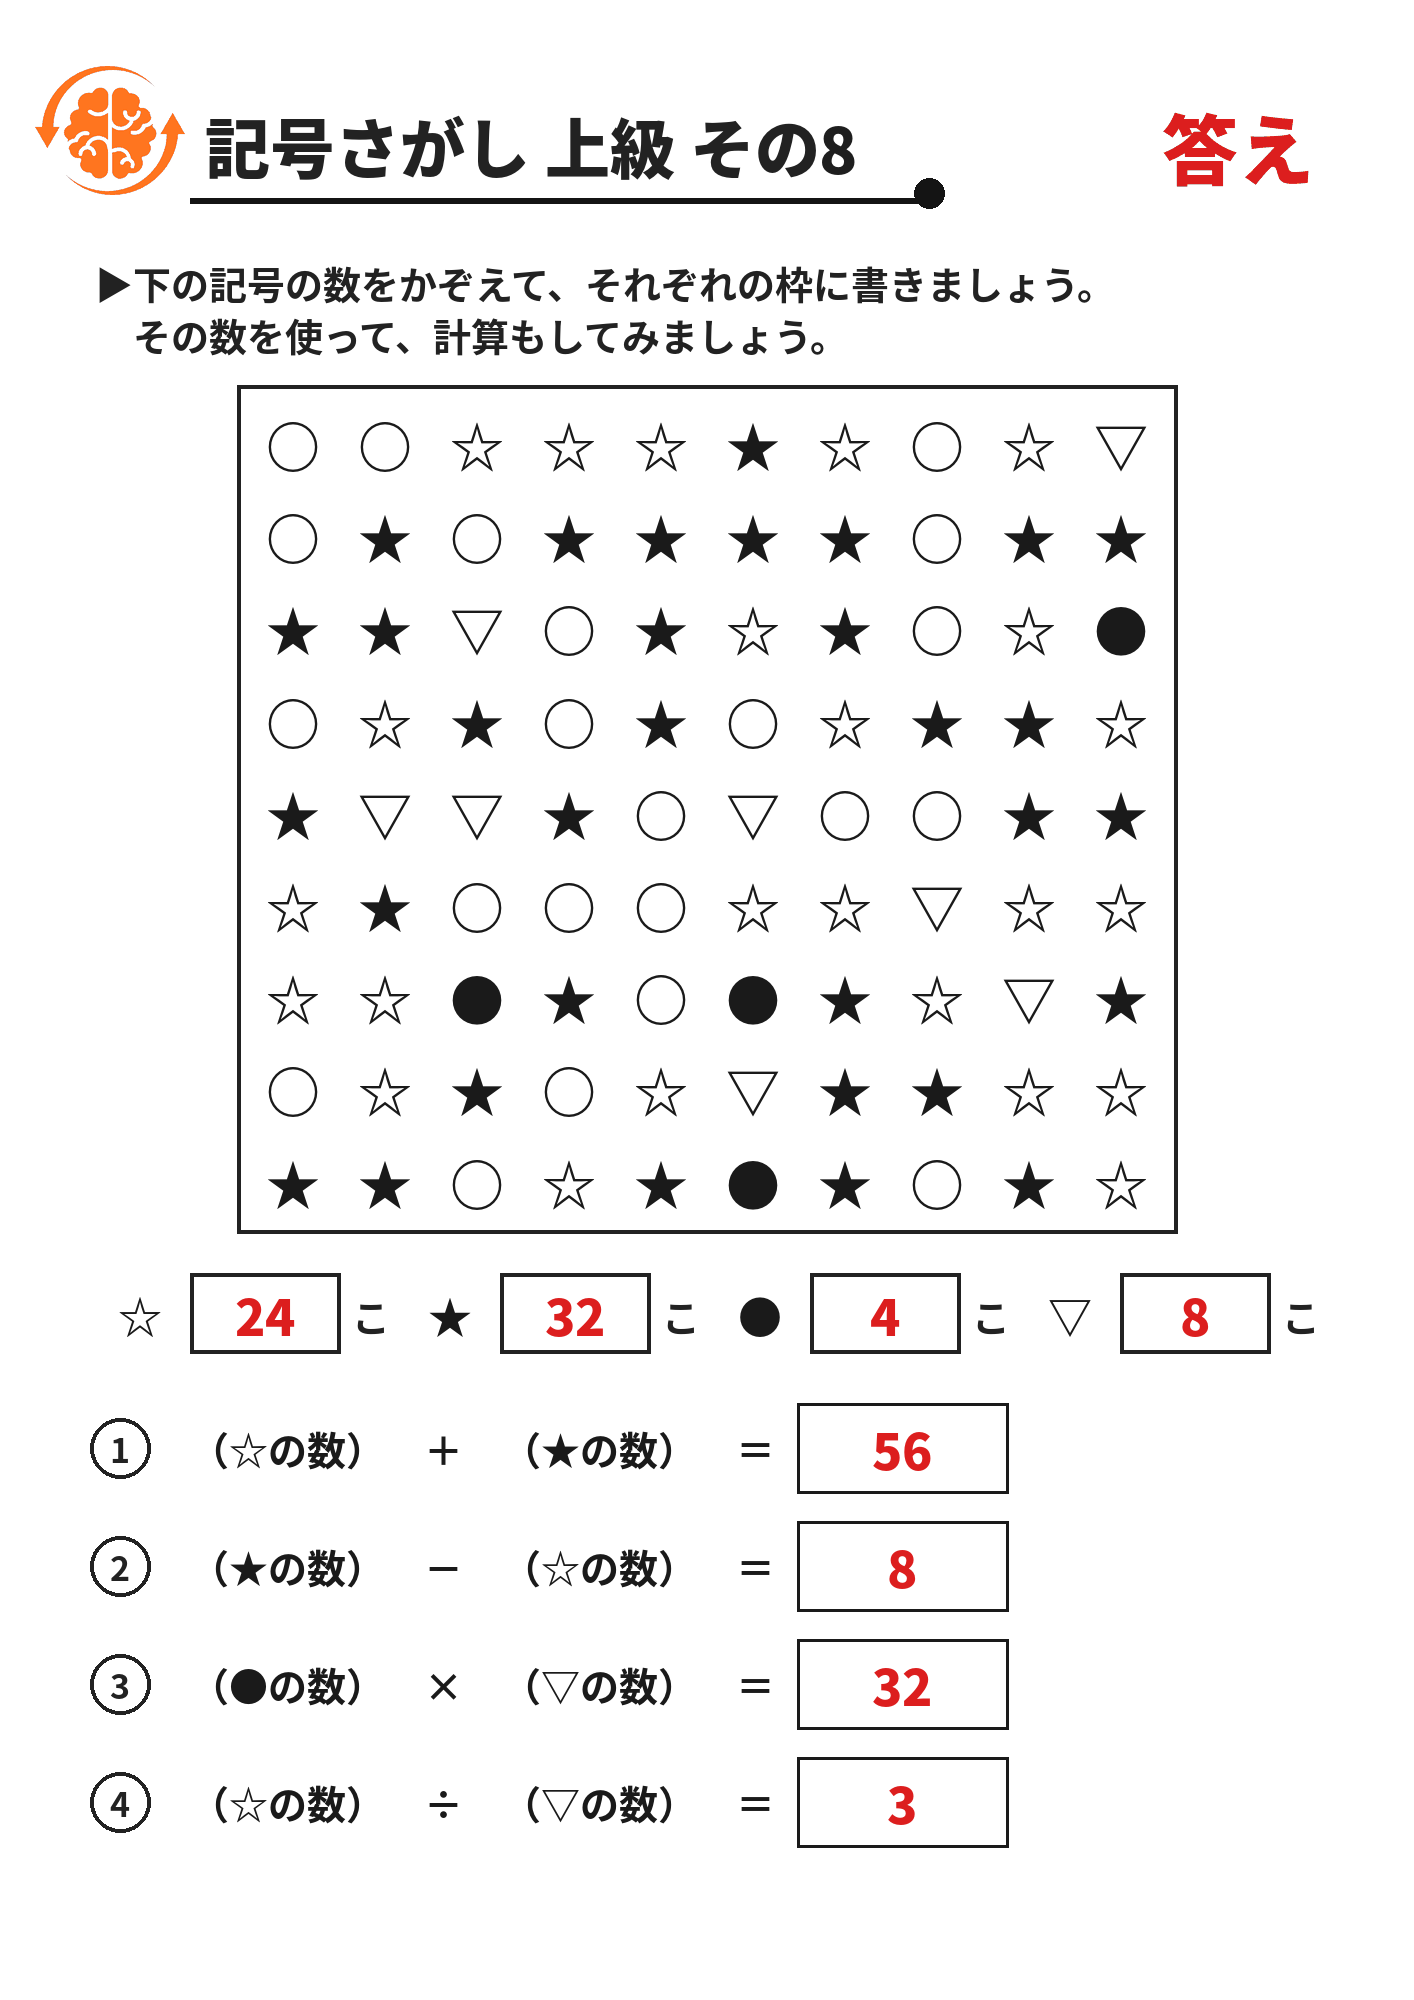 記号さがし 上級 その8
答え
▶下の記号の数をかぞえて、それぞれの枠に書きましょう。
その数を使って、計算もしてみましょう。
○ ○ ☆ ☆ ☆ ★ ☆ ○ ☆ ▽
○ ★ ○ ★ ★ ★ ★ ○ ★ ★
★ ★ ▽ ○ ★ ☆ ★ ○ ☆ ●
○ ☆ ★ ○ ★ ○ ☆ ★ ★ ☆
★ ▽ ▽ ★ ○ ▽ ○ ○ ★ ★
☆ ★ ○ ○ ○ ☆ ☆ ▽ ☆ ☆
☆ ☆ ● ★ ○ ● ★ ☆ ▽ ★
○ ☆ ★ ○ ☆ ▽ ★ ★ ☆ ☆
★ ★ ○ ☆ ★ ● ★ ○ ★ ☆
☆ 24 こ ★ 32 こ ● 4 こ ▽ 8 こ
① （☆の数） ＋ （★の数） ＝ 56
② （★の数） － （☆の数） ＝ 8
③ （●の数） × （▽の数） ＝ 32
④ （☆の数） ÷ （▽の数） ＝ 3